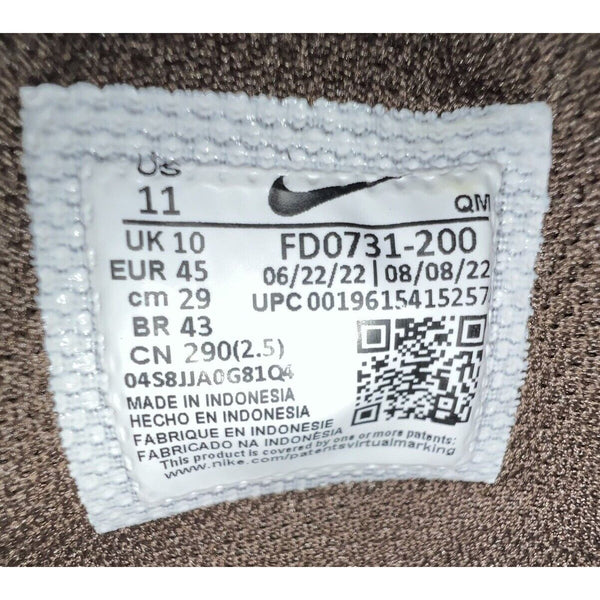 US
11
QM
UK 10
FD0731-200
EUR 45
06/22/22 | 08/08/22
cm 29
UPC 0019615415257
BR 43
CN 290(2.5)
04S8JJA0G81Q4
MADE IN INDONESIA
HECHO EN INDONESIA
FABRIQUE EN INDONESIE
FABRICADO NA INDONÉSIA
This product is covered by one or more patents:
www.nike.com/patentsvirtualmarking